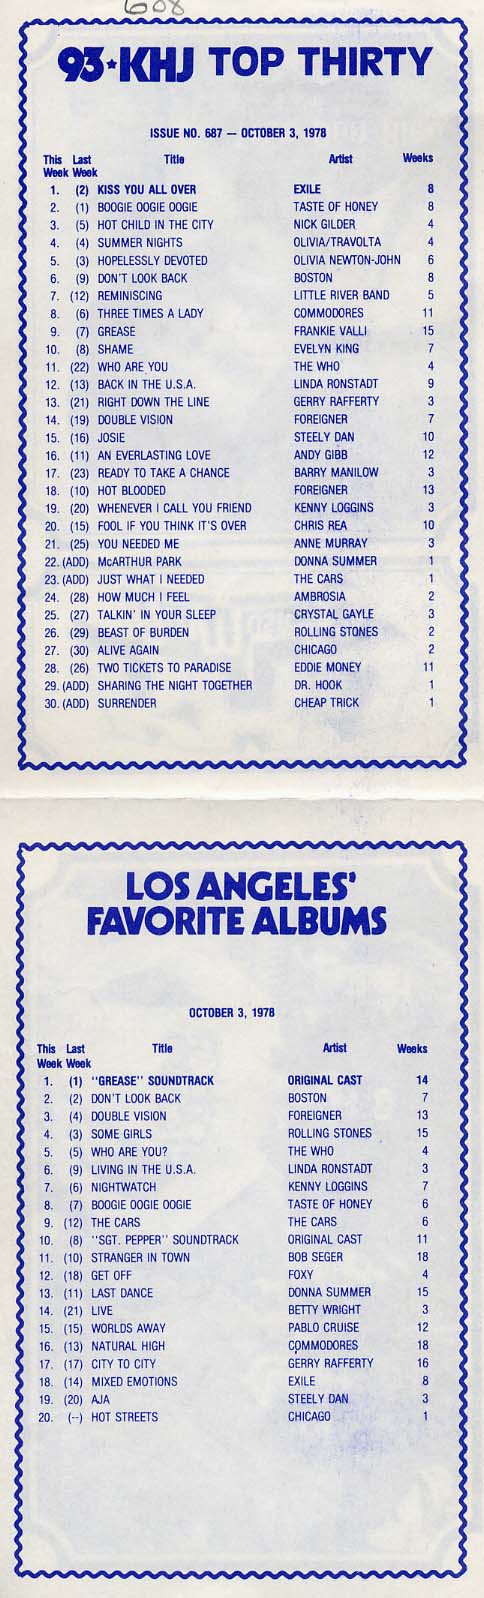 608
93★KHJ TOP THIRTY
ISSUE NO. 687 — OCTOBER 3, 1978
This Last Title Artist Weeks
Week Week
1. (2) KISS YOU ALL OVER EXILE 8
2. (1) BOOGIE OOGIE OOGIE TASTE OF HONEY 8
3. (5) HOT CHILD IN THE CITY NICK GILDER 4
4. (4) SUMMER NIGHTS OLIVIA/TRAVOLTA 4
5. (3) HOPELESSLY DEVOTED OLIVIA NEWTON-JOHN 6
6. (9) DON'T LOOK BACK BOSTON 8
7. (12) REMINISCING LITTLE RIVER BAND 5
8. (6) THREE TIMES A LADY COMMODORES 11
9. (7) GREASE FRANKIE VALLI 15
10. (8) SHAME EVELYN KING 7
11. (22) WHO ARE YOU THE WHO 4
12. (13) BACK IN THE U.S.A. LINDA RONSTADT 9
13. (21) RIGHT DOWN THE LINE GERRY RAFFERTY 3
14. (19) DOUBLE VISION FOREIGNER 7
15. (16) JOSIE STEELY DAN 10
16. (11) AN EVERLASTING LOVE ANDY GIBB 12
17. (23) READY TO TAKE A CHANCE BARRY MANILOW 3
18. (10) HOT BLOODED FOREIGNER 13
19. (20) WHENEVER I CALL YOU FRIEND KENNY LOGGINS 3
20. (15) FOOL IF YOU THINK IT'S OVER CHRIS REA 10
21. (25) YOU NEEDED ME ANNE MURRAY 3
22. (ADD) McARTHUR PARK DONNA SUMMER 1
23. (ADD) JUST WHAT I NEEDED THE CARS 1
24. (28) HOW MUCH I FEEL AMBROSIA 2
25. (27) TALKIN' IN YOUR SLEEP CRYSTAL GAYLE 3
26. (29) BEAST OF BURDEN ROLLING STONES 2
27. (30) ALIVE AGAIN CHICAGO 2
28. (26) TWO TICKETS TO PARADISE EDDIE MONEY 11
29. (ADD) SHARING THE NIGHT TOGETHER DR. HOOK 1
30. (ADD) SURRENDER CHEAP TRICK 1
LOS ANGELES'
FAVORITE ALBUMS
OCTOBER 3, 1978
This Last Title Artist Weeks
Week Week
1. (1) "GREASE" SOUNDTRACK ORIGINAL CAST 14
2. (2) DON'T LOOK BACK BOSTON 7
3. (4) DOUBLE VISION FOREIGNER 13
4. (3) SOME GIRLS ROLLING STONES 15
5. (5) WHO ARE YOU? THE WHO 4
6. (9) LIVING IN THE U.S.A. LINDA RONSTADT 3
7. (6) NIGHTWATCH KENNY LOGGINS 7
8. (7) BOOGIE OOGIE OOGIE TASTE OF HONEY 6
9. (12) THE CARS THE CARS 6
10. (8) "SGT. PEPPER" SOUNDTRACK ORIGINAL CAST 11
11. (10) STRANGER IN TOWN BOB SEGER 18
12. (18) GET OFF FOXY 4
13. (11) LAST DANCE DONNA SUMMER 15
14. (21) LIVE BETTY WRIGHT 3
15. (15) WORLDS AWAY PABLO CRUISE 12
16. (13) NATURAL HIGH COMMODORES 18
17. (17) CITY TO CITY GERRY RAFFERTY 16
18. (14) MIXED EMOTIONS EXILE 8
19. (20) AJA STEELY DAN 3
20. (--) HOT STREETS CHICAGO 1